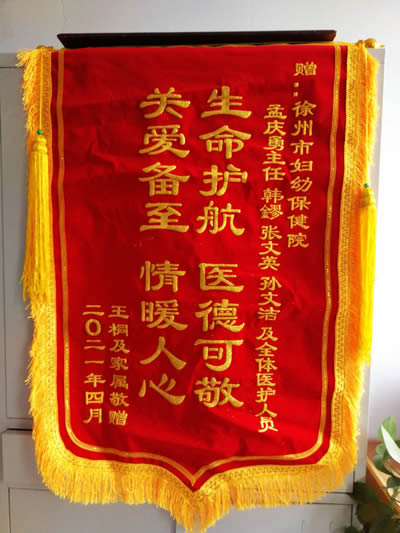 赠：徐州市妇幼保健院
孟庆勇主任 韩鏐 张文英 孙文洁 及全体医护人员
生命护航 医德可敬
关爱备至 情暖人心
王桐及家属敬赠
二〇二一年四月